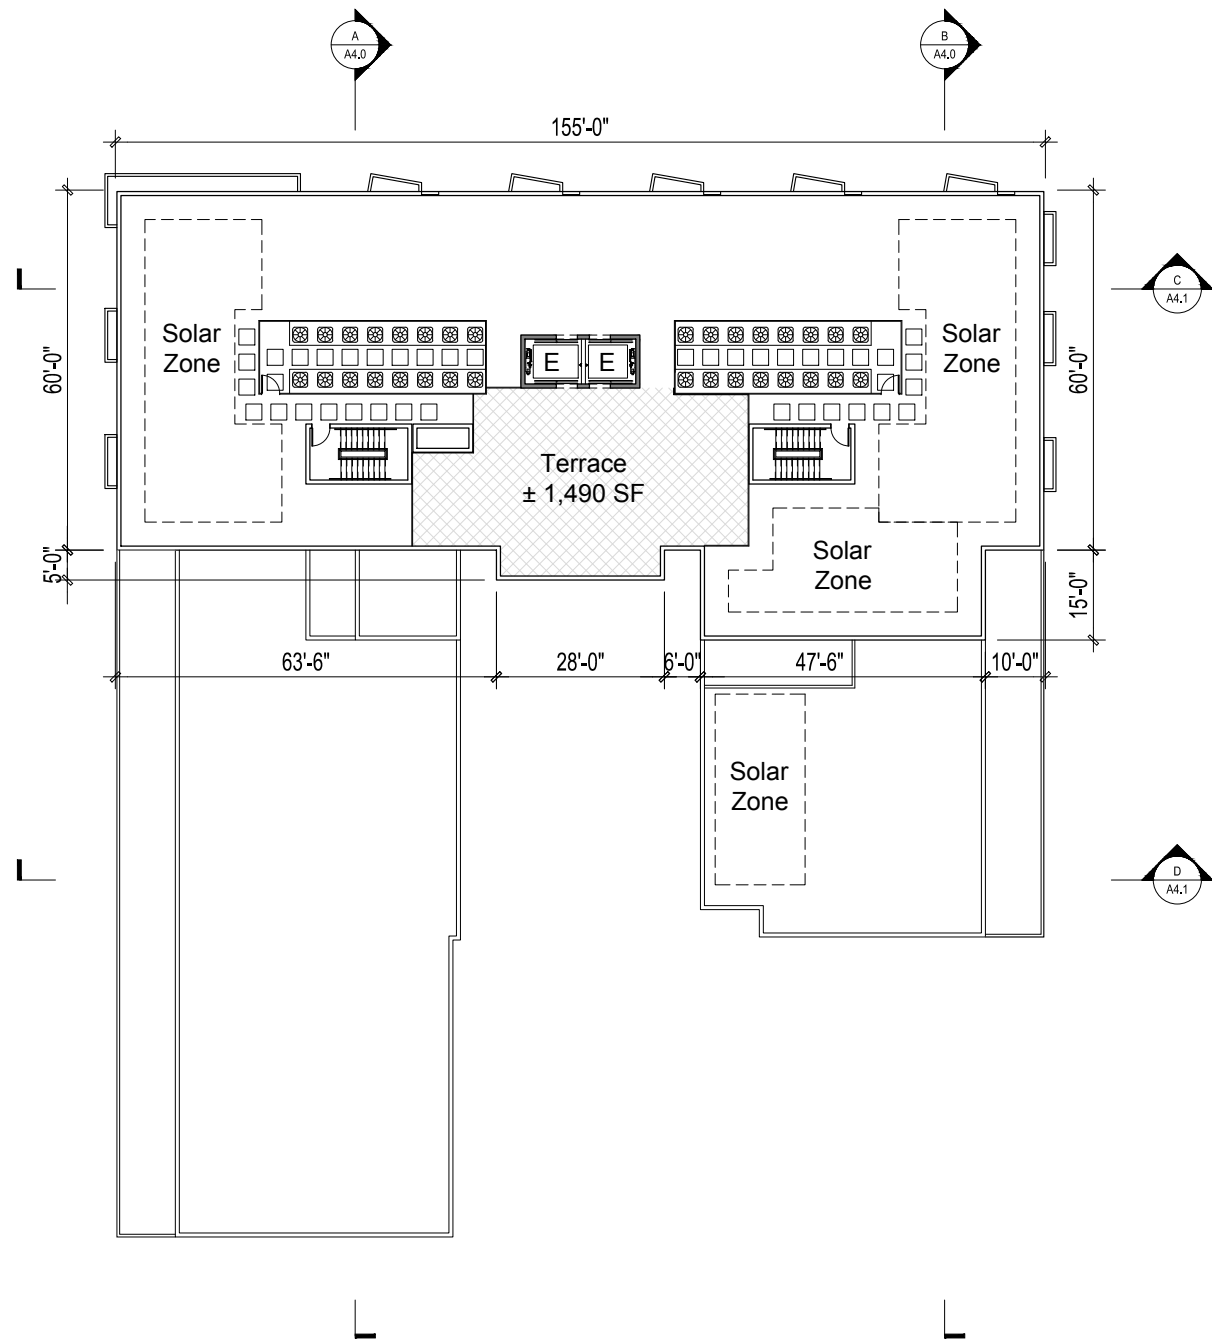 A
A4.0
B
A4.0
155'-0"
C
A4.1
60'-0"
Solar
Zone
E
E
Solar
Zone
60'-0"
Terrace
± 1,490 SF
5'-0"
Solar
Zone
15'-0"
63'-6"
28'-0"
6'-0"
47'-6"
10'-0"
Solar
Zone
D
A4.1